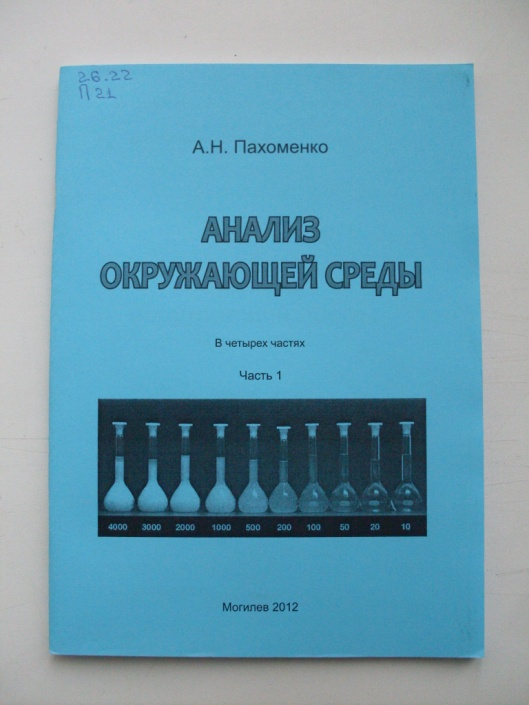 26.22
П 21
А.Н. Пахоменко
АНАЛИЗ
ОКРУЖАЮЩЕЙ СРЕДЫ
В четырех частях
Часть 1
4000 3000 2000 1000 500 200 100 50 20 10
Могилев 2012